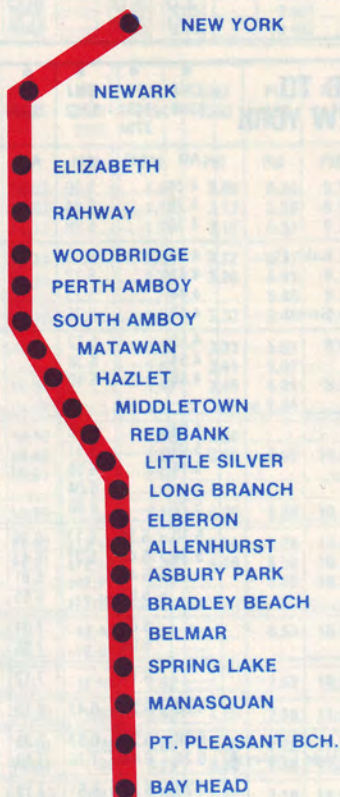 NEW YORK
NEWARK
ELIZABETH
RAHWAY
WOODBRIDGE
PERTH AMBOY
SOUTH AMBOY
MATAWAN
HAZLET
MIDDLETOWN
RED BANK
LITTLE SILVER
LONG BRANCH
ELBERON
ALLENHURST
ASBURY PARK
BRADLEY BEACH
BELMAR
SPRING LAKE
MANASQUAN
PT. PLEASANT BCH.
BAY HEAD